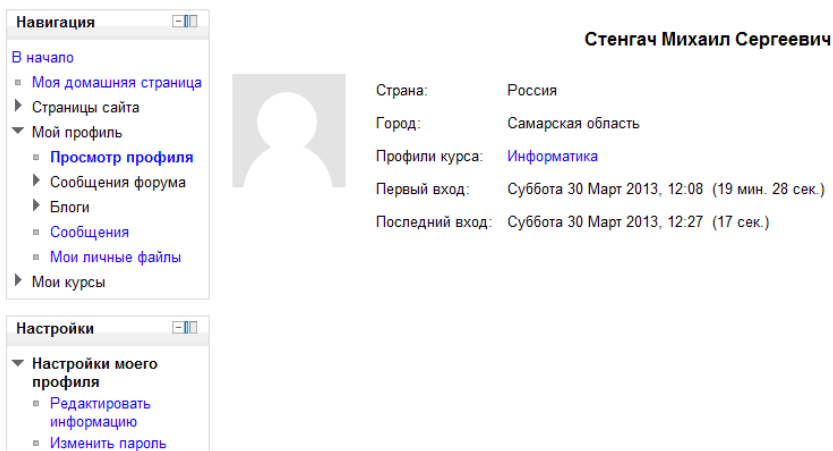 Навигация
В начало
Моя домашняя страница
Страницы сайта
Мой профиль
Просмотр профиля
Сообщения форума
Блоги
Сообщения
Мои личные файлы
Мои курсы
Настройки
Настройки моего
профиля
Редактировать
информацию
Изменить пароль
Стенгач Михаил Сергеевич
Страна: Россия
Город: Самарская область
Профили курса: Информатика
Первый вход: Суббота 30 Март 2013, 12:08 (19 мин. 28 сек.)
Последний вход: Суббота 30 Март 2013, 12:27 (17 сек.)